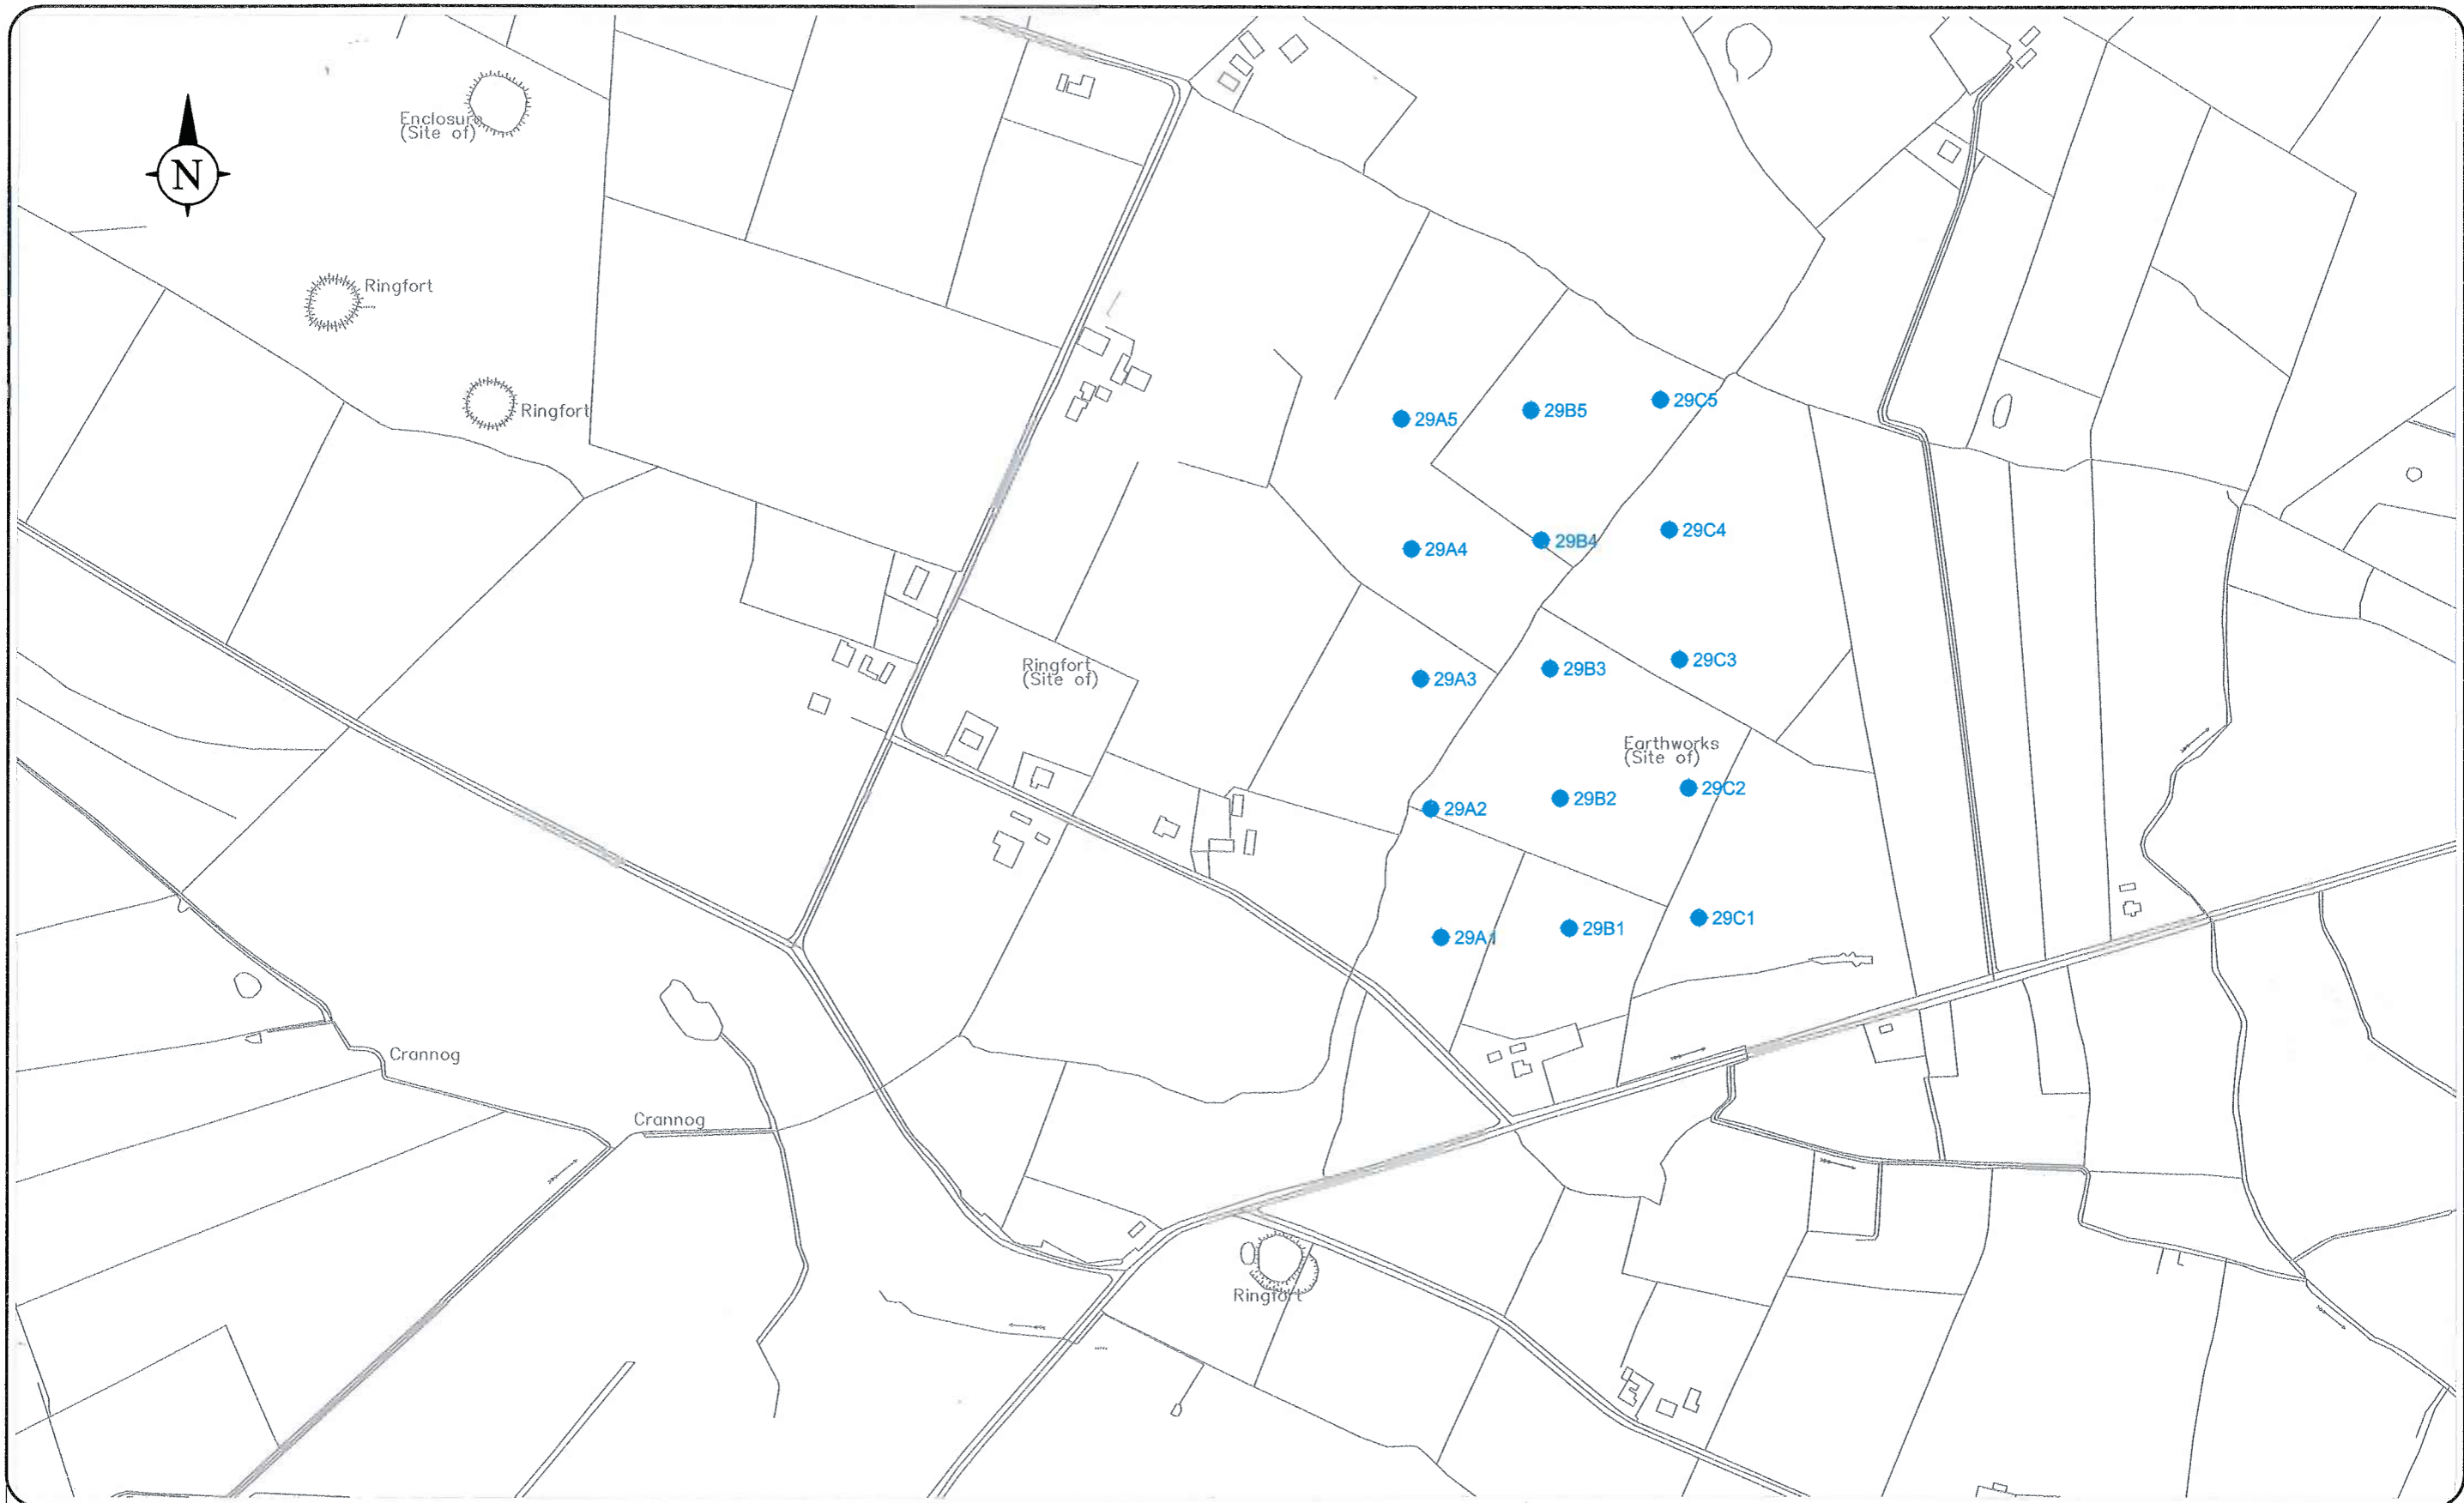 Enclosure
(Site of)
N
Ringfort
Ringfort
29C5
29B5
29A5
29C4
29B4
29A4
Ringfort
(Site of)
29C3
29B3
29A3
Earthworks
(Site of)
29C2
29B2
29A2
29C1
29B1
29A1
Crannog
Crannog
Ringfort